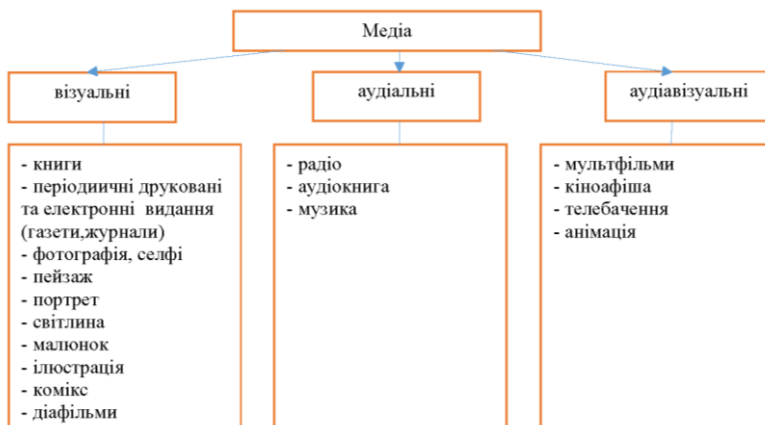 Медіа
візуальні
аудіальні
аудіавізуальні
- книги
- періодиичні друковані
та електронні видання
(газети,журнали)
- фотографія, селфі
- пейзаж
- портрет
- світлина
- малюнок
- ілюстрація
- комікс
- діафільми
- радіо
- аудіокнига
- музика
- мультфільми
- кіноафіша
- телебачення
- анімація